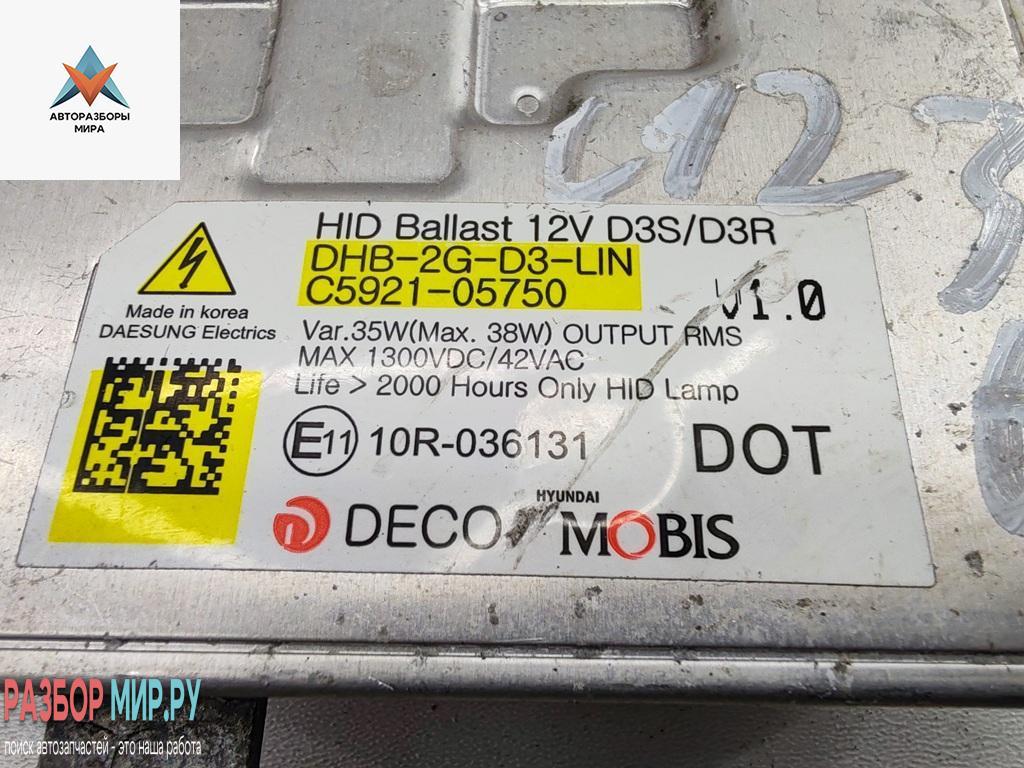 АВТОРАЗБОРЫ
МИРА
C12
HID Ballast 12V D3S/D3R
DHB-2G-D3-LIN
C5921-05750
V1.0
Made in korea
DAESUNG Electrics
Var.35W(Max. 38W) OUTPUT RMS
MAX 1300VDC/42VAC
Life > 2000 Hours Only HID Lamp
E11 10R-036131
DOT
DECO
HYUNDAI
MOBIS
РАЗБОР МИР.РУ
поиск автозапчастей - это наша работа